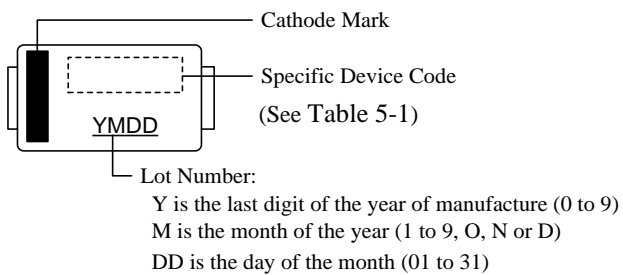 Cathode Mark
Specific Device Code
(See Table 5-1)
YMDD
Lot Number:
Y is the last digit of the year of manufacture (0 to 9)
M is the month of the year (1 to 9, O, N or D)
DD is the day of the month (01 to 31)